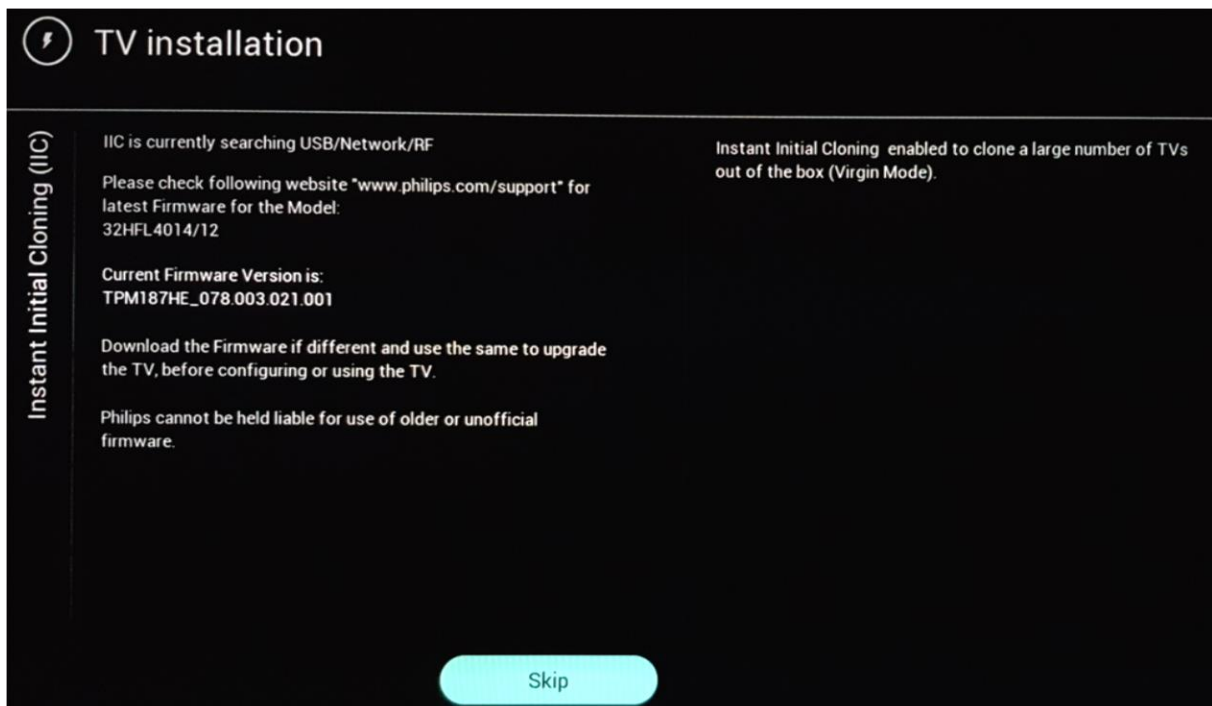 TV installation
Instant Initial Cloning (IIC)
IIC is currently searching USB/Network/RF
Please check following website "www.philips.com/support" for
latest Firmware for the Model:
32HFL4014/12
Current Firmware Version is:
TPM187HE_078.003.021.001
Download the Firmware if different and use the same to upgrade
the TV, before configuring or using the TV.
Philips cannot be held liable for use of older or unofficial
firmware.
Instant Initial Cloning enabled to clone a large number of TVs
out of the box (Virgin Mode).
Skip